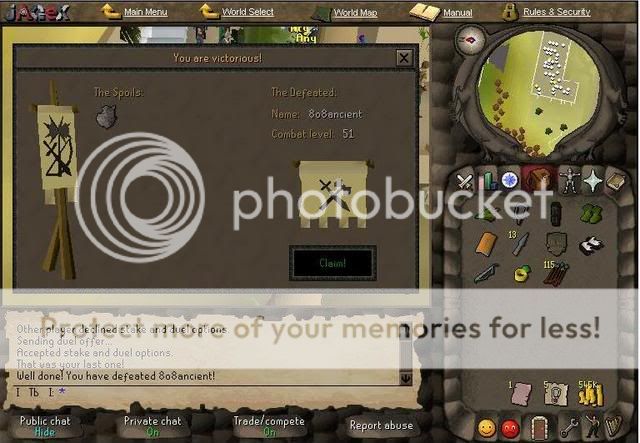 JAGEX Main Menu World Select World Map Manual Rules & Security
Any
You are victorious!
The Spoils:
The Defeated:
Name: 8o8ancient
Combat level: 51
photobucket
Claim!
13
115
Protect more of your memories for less!
Other player declined stake and duel options.
Sending duel offer...
Accepted stake and duel options.
That was your last one!
Well done! You have defeated 8o8ancient!
I Tb I: *
1 5 545K
Public chat Private chat Trade/compete Report abuse
Hide On On